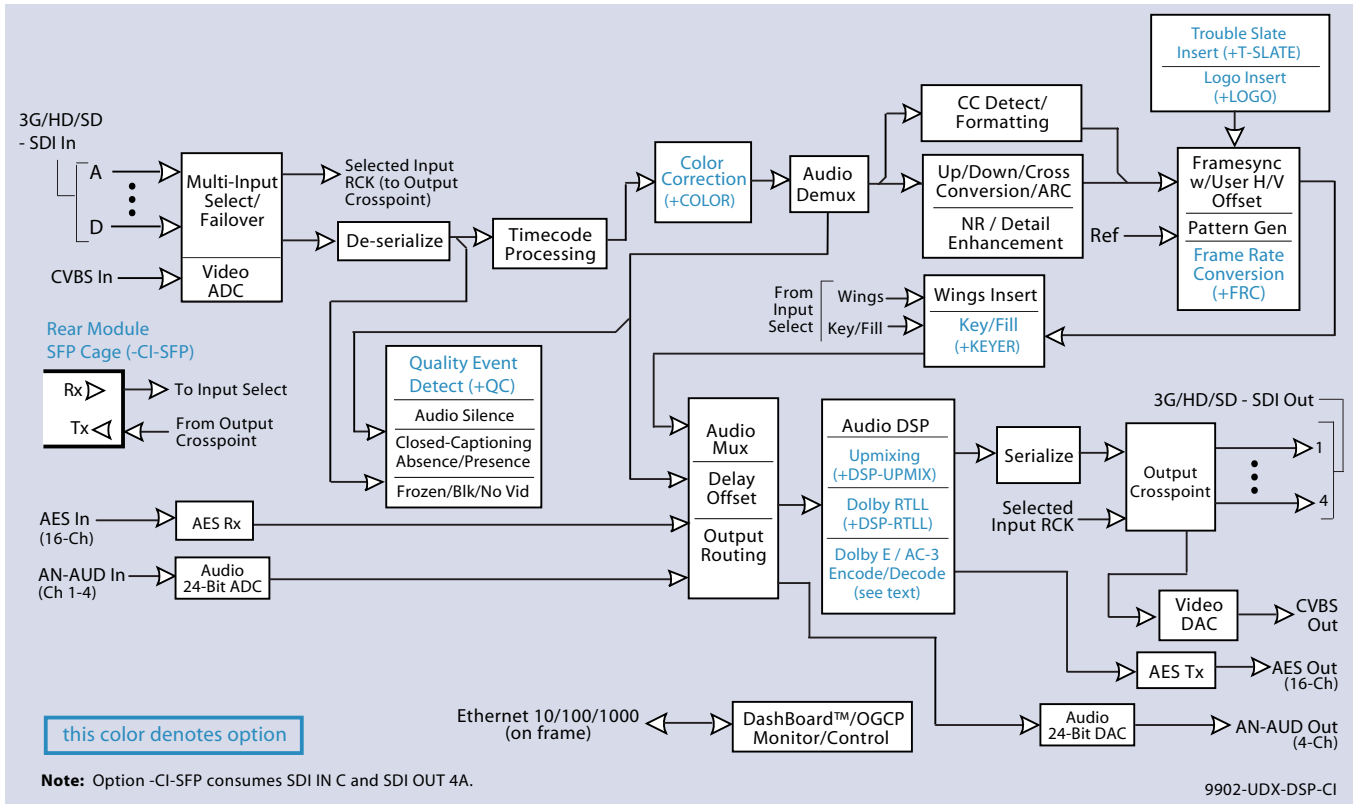 Trouble Slate
Insert (+T-SLATE)
Logo Insert
(+LOGO)
3G/HD/SD
- SDI In
A
D
CVBS In
Multi-Input
Select/
Failover
Video
ADC
Selected Input
RCK (to Output
Crosspoint)
De-serialize
Timecode
Processing
Color
Correction
(+COLOR)
Audio
Demux
CC Detect/
Formatting
Up/Down/Cross
Conversion/ARC
NR / Detail
Enhancement
Ref
Framesync
w/User H/V
Offset
Pattern Gen
Frame Rate
Conversion
(+FRC)
From
Input
Select
Wings
Key/Fill
Wings Insert
Key/Fill
(+KEYER)
Rear Module
SFP Cage (-CI-SFP)
Rx
To Input Select
Tx
From Output
Crosspoint
Quality Event
Detect (+QC)
Audio Silence
Closed-Captioning
Absence/Presence
Frozen/Blk/No Vid
AES In
(16-Ch)
AES Rx
AN-AUD In
(Ch 1-4)
Audio
24-Bit ADC
Audio
Mux
Delay
Offset
Output
Routing
Audio DSP
Upmixing
(+DSP-UPMIX)
Dolby RTLL
(+DSP-RTLL)
Dolby E / AC-3
Encode/Decode
(see text)
Serialize
Selected
Input RCK
Output
Crosspoint
3G/HD/SD - SDI Out
1
4
Video
DAC
CVBS
Out
AES Tx
AES Out
(16-Ch)
Audio
24-Bit DAC
AN-AUD Out
(4-Ch)
Ethernet 10/100/1000
(on frame)
DashBoard™/OGCP
Monitor/Control
this color denotes option
Note: Option -CI-SFP consumes SDI IN C and SDI OUT 4A.
9902-UDX-DSP-CI